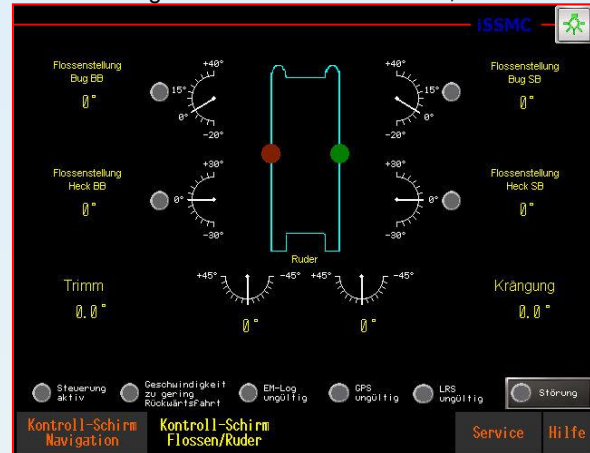 iSSMC
Flossenstellung
Bug BB
0°
+40°
15°
0°
-20°
+40°
15°
0°
-20°
Flossenstellung
Bug SB
0°
Flossenstellung
Heck BB
0°
+30°
0°
-30°
+30°
0°
-30°
Flossenstellung
Heck SB
0°
Ruder
Trimm
0.0°
+45° -45°
0°
+45° -45°
0°
Krängung
0.0°
Steuerung
aktiv
Geschwindigkeit
zu gering
Rückwärtsfahrt
EM-Log
ungültig
GPS
ungültig
LRS
ungültig
Störung
Kontroll-Schirm
Navigation
Kontroll-Schirm
Flossen/Ruder
Service
Hilfe